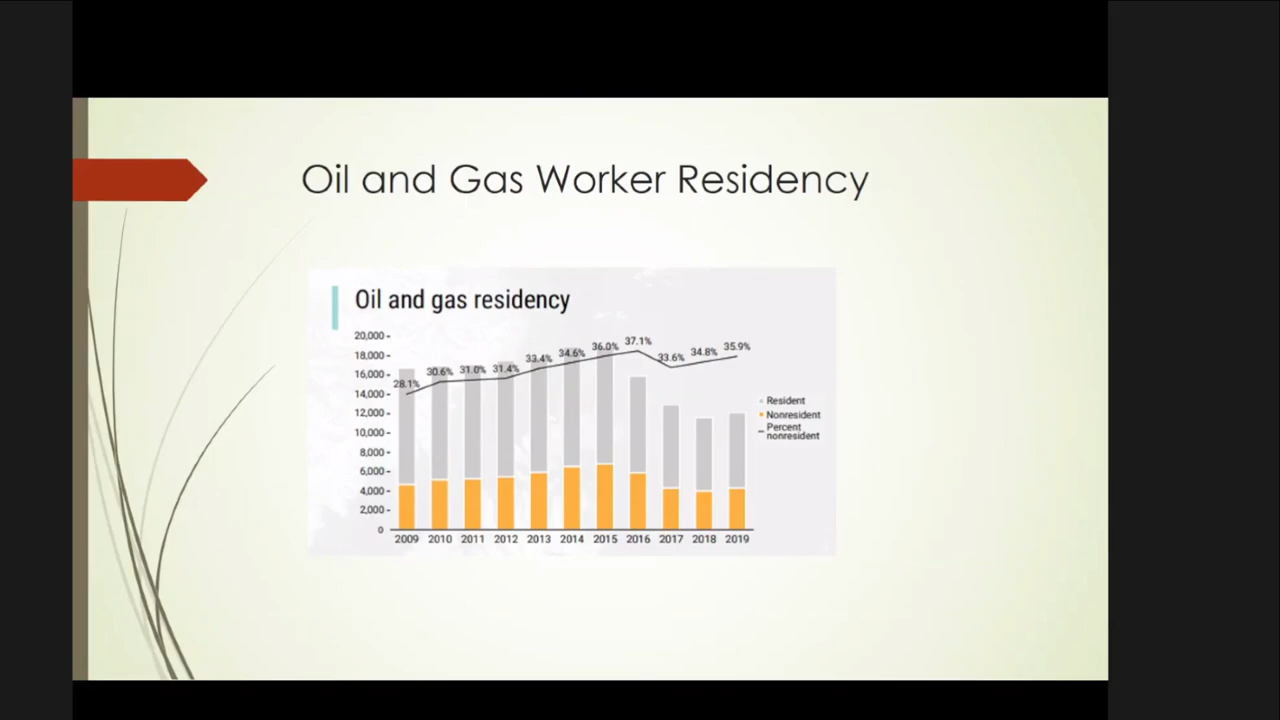 Oil and Gas Worker Residency
Oil and gas residency
20,000
18,000
16,000
14,000
12,000
10,000
8,000
6,000
4,000
2,000
0
28.1% 30.6% 31.0% 31.4% 33.4% 34.6% 36.0% 37.1% 33.6% 34.8% 35.9%
2009 2010 2011 2012 2013 2014 2015 2016 2017 2018 2019
Resident
Nonresident
Percent
nonresident